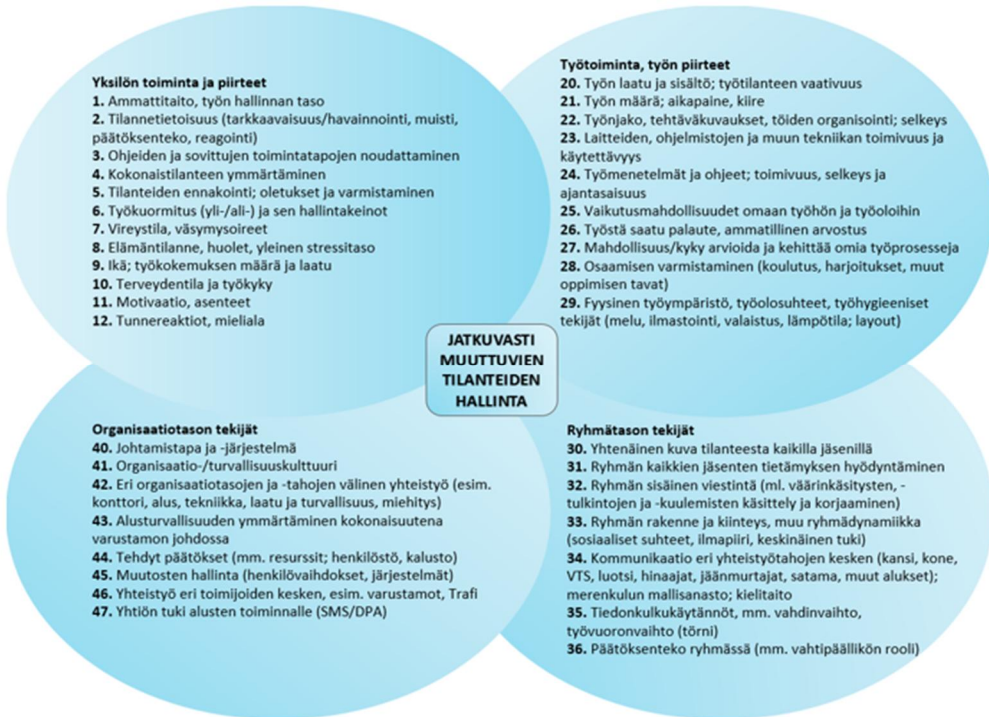 Yksilön toiminta ja piirteet
1. Ammattitaito, työn hallinnan taso
2. Tilannetietoisuus (tarkkaavaisuus/havainnointi, muisti,
päätöksenteko, reagointi)
3. Ohjeiden ja sovittujen toimintatapojen noudattaminen
4. Kokonaistilanteen ymmärtäminen
5. Tilanteiden ennakointi; oletukset ja varmistaminen
6. Työkuormitus (yli-/ali-) ja sen hallintakeinot
7. Vireystila, väsymysoireet
8. Elämäntilanne, huolet, yleinen stressitaso
9. Ikä; työkokemuksen määrä ja laatu
10. Terveydentila ja työkyky
11. Motivaatio, asenteet
12. Tunnereaktiot, mieliala
Työtoiminta, työn piirteet
20. Työn laatu ja sisältö; työtilanteen vaativuus
21. Työn määrä; aikapaine, kiire
22. Työnjako, tehtäväkuvaukset, töiden organisointi; selkeys
23. Laitteiden, ohjelmistojen ja muun tekniikan toimivuus ja
käytettävyys
24. Työmenetelmät ja ohjeet; toimivuus, selkeys ja
ajantasaisuus
25. Vaikutusmahdollisuudet omaan työhön ja työoloihin
26. Työstä saatu palaute, ammatillinen arvostus
27. Mahdollisuus/kyky arvioida ja kehittää omia työprosesseja
28. Osaamisen varmistaminen (koulutus, harjoitukset, muut
oppimisen tavat)
29. Fyysinen työympäristö, työolosuhteet, työhygieeniset
tekijät (melu, ilmastointi, valaistus, lämpötila; layout)
JATKUVASTI
MUUTTUVIEN
TILANTEIDEN
HALLINTA
Organisaatiotason tekijät
40. Johtamistapa ja -järjestelmä
41. Organisaatio-/turvallisuuskulttuuri
42. Eri organisaatiotasojen ja -tahojen välinen yhteistyö (esim.
konttori, alus, tekniikka, laatu ja turvallisuus, miehitys)
43. Alusturvallisuuden ymmärtäminen kokonaisuutena
varustamon johdossa
44. Tehdyt päätökset (mm. resurssit; henkilöstö, kalusto)
45. Muutosten hallinta (henkilövaihdokset, järjestelmät)
46. Yhteistyö eri toimijoiden kesken, esim. varustamot, Trafi
47. Yhtiön tuki alusten toiminnalle (SMS/DPA)
Ryhmätason tekijät
30. Yhtenäinen kuva tilanteesta kaikilla jäsenillä
31. Ryhmän kaikkien jäsenten tietämyksen hyödyntäminen
32. Ryhmän sisäinen viestintä (ml. väärinkäsitysten, -
tulkintojen ja -kuulemisten käsittely ja korjaaminen)
33. Ryhmän rakenne ja kiinteys, muu ryhmädynamiikka
(sosiaaliset suhteet, ilmapiiri, keskinäinen tuki)
34. Kommunikaatio eri yhteistyötahojen kesken (kansi, kone,
VTS, luotsi, hinaajat, jäänmurtajat, satama, muut alukset);
merenkulun mallisanasto; kielitaito
35. Tiedonkulkukäytännöt, mm. vahdinvaihto,
työvuoronvaihto (törni)
36. Päätöksenteko ryhmässä (mm. vahtipäällikön rooli)